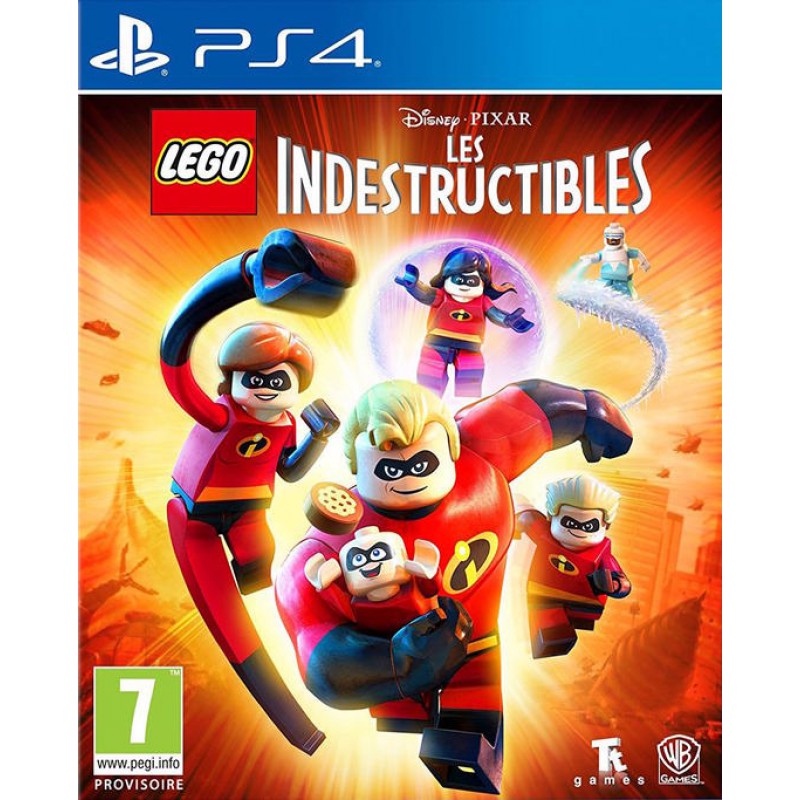 PS4
LEGO
Disney · PIXAR
LES
INDESTRUCTIBLES
7
www.pegi.info
PROVISOIRE
Tt
games
WB
GAMES